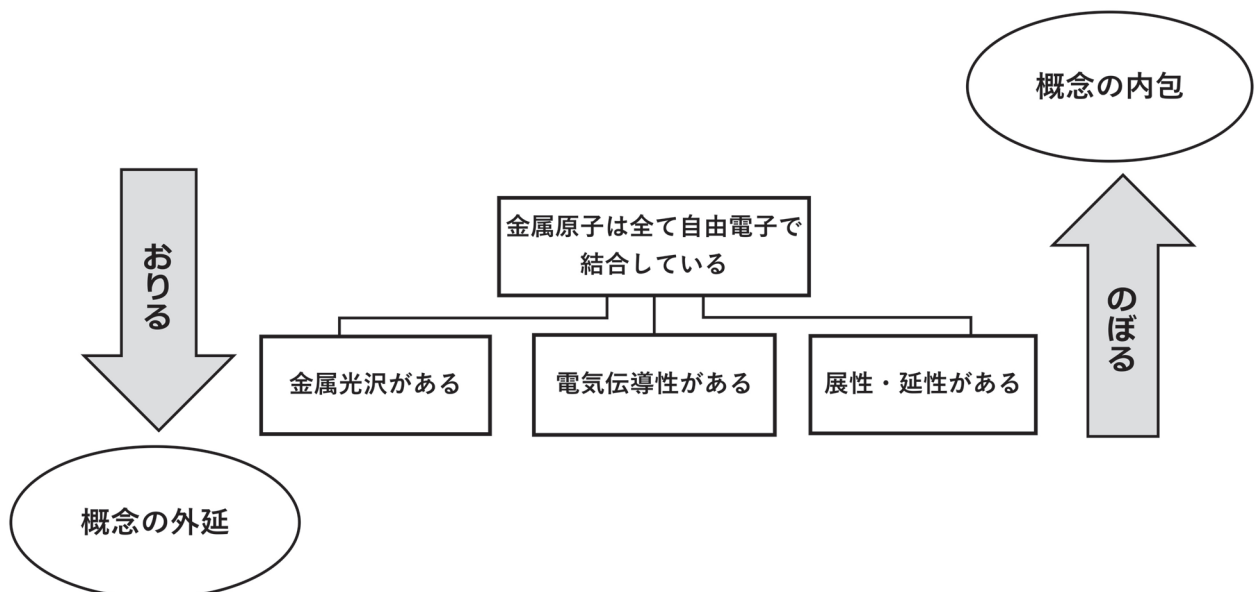 概念の内包
おりる
金属原子は全て自由電子で
結合している
のぼる
金属光沢がある
電気伝導性がある
展性・延性がある
概念の外延